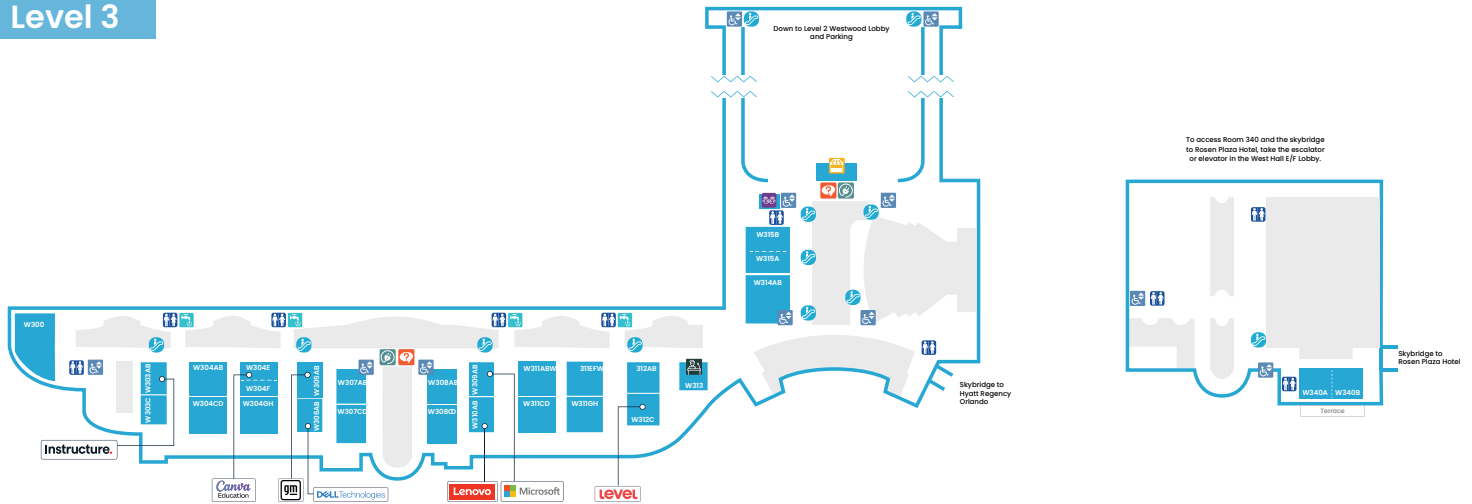 Level 3
Down to Level 2 Westwood Lobby
and Parking
To access Room 340 and the skybridge
to Rosen Plaza Hotel, take the escalator
or elevator in the West Hall E/F Lobby.
W315B
W315A
W314AB
W300
W303AB
W303C
W304AB
W304CD
W304E
W304F
W304GH
W305AB
W306AB
W307AB
W307CD
W308AB
W308CD
W309AB
W310AB
W311ABW
W311CD
311EFW
W311GH
312AB
W312C
W313
Skybridge to
Hyatt Regency
Orlando
Skybridge to
Rosen Plaza Hotel
W340A
W340B
Terrace
Instructure.
Canva
Education
gm
DELLTechnologies
Lenovo
Microsoft
LEVEL